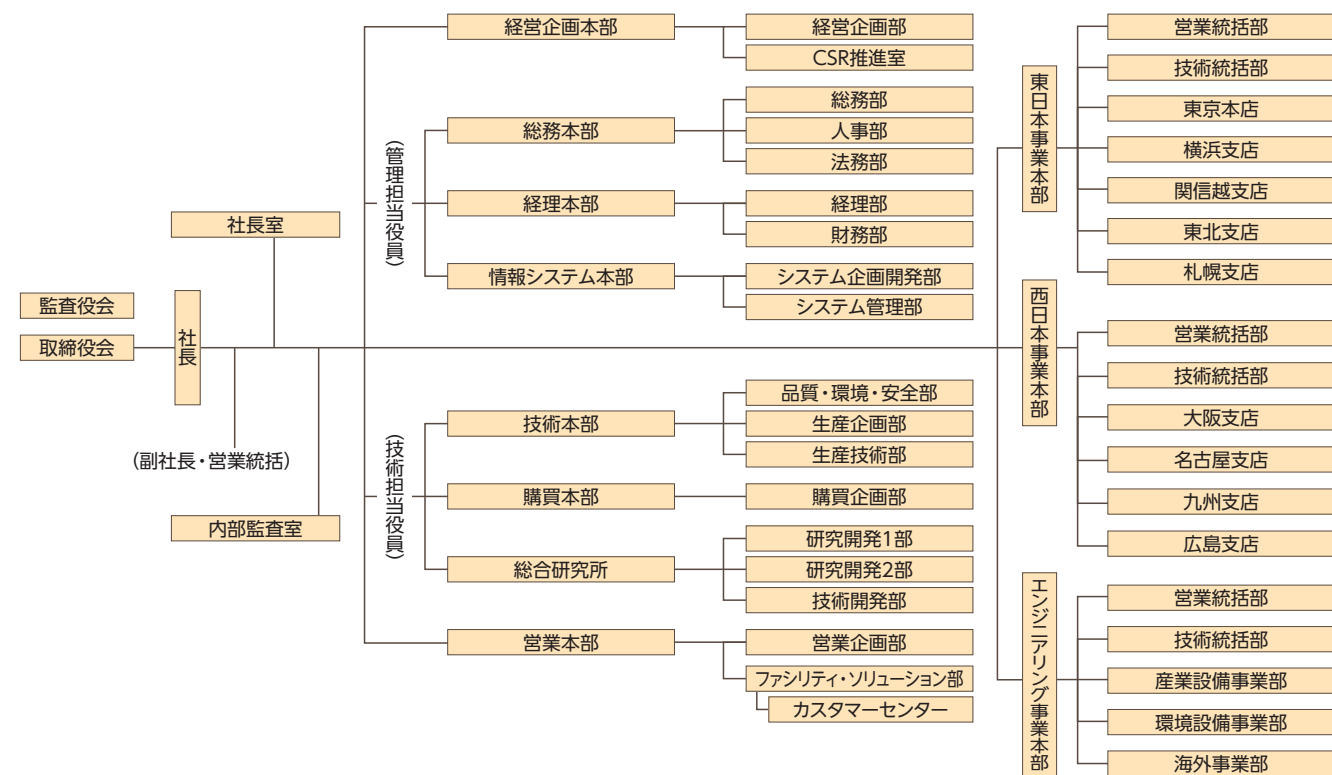 監査役会
取締役会
社長
社長室
(副社長・営業統括)
内部監査室
経営企画本部
経営企画部
CSR推進室
(管理担当役員)
総務本部
総務部
人事部
法務部
経理本部
経理部
財務部
情報システム本部
システム企画開発部
システム管理部
(技術担当役員)
技術本部
品質・環境・安全部
生産企画部
生産技術部
購買本部
購買企画部
総合研究所
研究開発1部
研究開発2部
技術開発部
営業本部
営業企画部
ファシリティ・ソリューション部
カスタマーセンター
東日本事業本部
営業統括部
技術統括部
東京本店
横浜支店
関信越支店
東北支店
札幌支店
西日本事業本部
営業統括部
技術統括部
大阪支店
名古屋支店
九州支店
広島支店
エンジニアリング事業本部
営業統括部
技術統括部
産業設備事業部
環境設備事業部
海外事業部